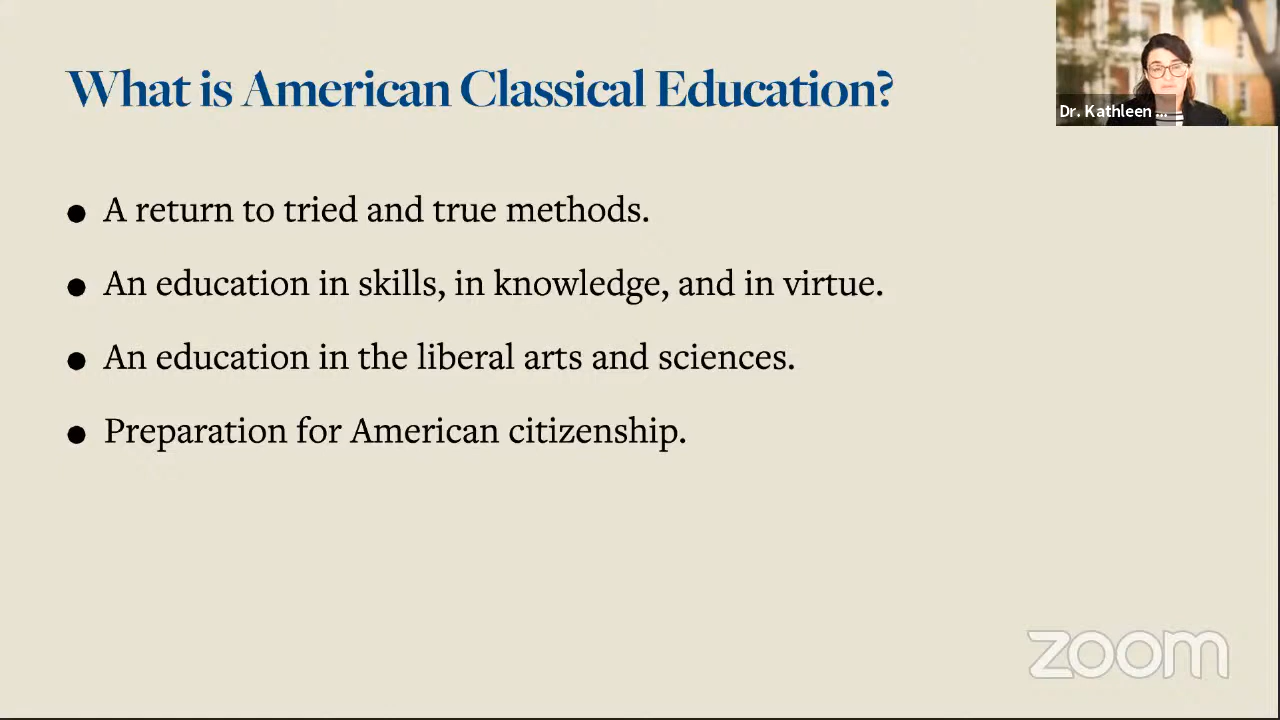 What is American Classical Education?
Dr. Kathleen ...
● A return to tried and true methods.
● An education in skills, in knowledge, and in virtue.
● An education in the liberal arts and sciences.
● Preparation for American citizenship.
zoom